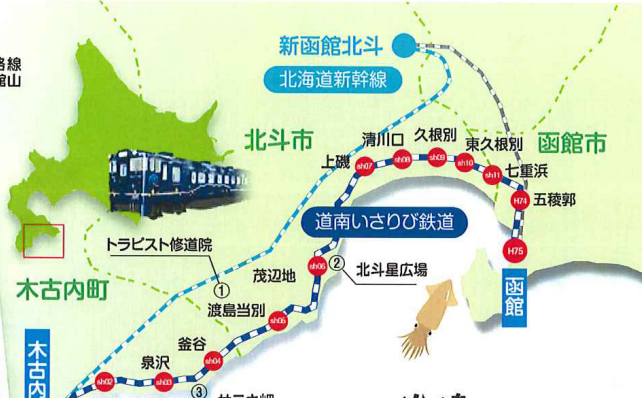 路線
館山
新函館北斗
北海道新幹線
北斗市
函館市
清川口
久根別
東久根別
上磯
七重浜
五稜郭
sh07
sh08
sh09
sh10
sh11
H74
H75
函館
道南いさりび鉄道
トラピスト修道院
①
茂辺地
sh06
②
北斗星広場
木古内町
渡島当別
sh05
釜谷
sh04
泉沢
sh03
sh02
③
木古内